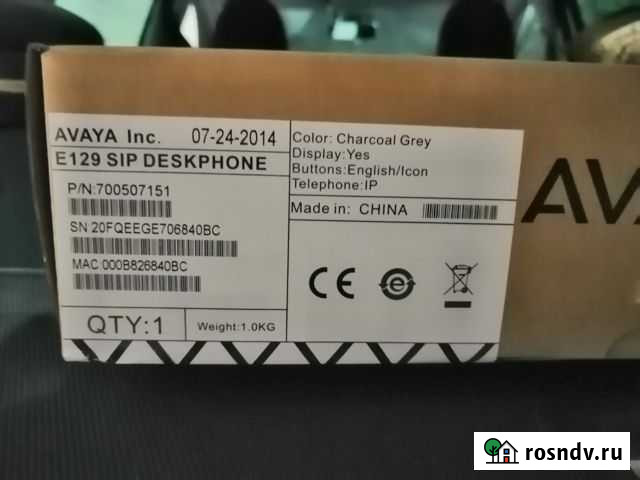 AVAYA Inc. 07-24-2014
E129 SIP DESKPHONE
P/N:700507151
SN 20FQEEGE706840BC
MAC:000B826840BC
QTY:1
Weight:1.0KG
Color: Charcoal Grey
Display:Yes
Buttons:English/Icon
Telephone:IP
Made in: CHINA
CE
AVA
rosndv.ru